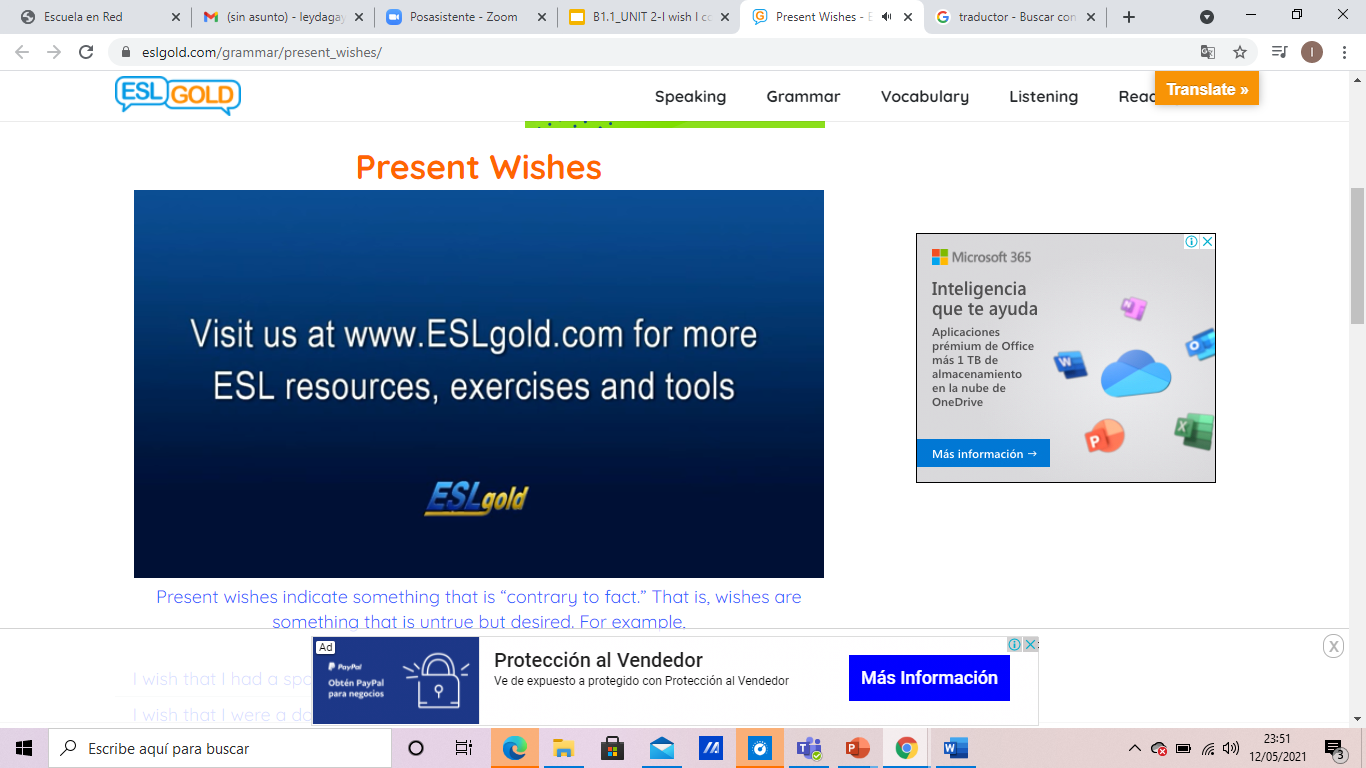 Escuela en Red
(sin asunto) - leydaga
Posasistente - Zoom
B1.1_UNIT 2-I wish I c
Present Wishes - E
traductor - Buscar con
eslgold.com/grammar/present_wishes/
I
ESL GOLD
Speaking
Grammar
Vocabulary
Listening
Read
Translate »
Present Wishes
Visit us at www.ESLgold.com for more
ESL resources, exercises and tools
ESLgold
Microsoft 365
Inteligencia
que te ayuda
Aplicaciones
prémium de Office
más 1 TB de
almacenamiento
en la nube de
OneDrive
Más información →
Present wishes indicate something that is “contrary to fact.” That is, wishes are
something that is untrue but desired. For example,
I wish that I had a spo
I wish that I were a do
Ad
PayPal
Obtén PayPal
para negocios
Protección al Vendedor
Ve de expuesto a protegido con Protección al Vendedor
Más Información
X
Escribe aquí para buscar
23:51
12/05/2021
3